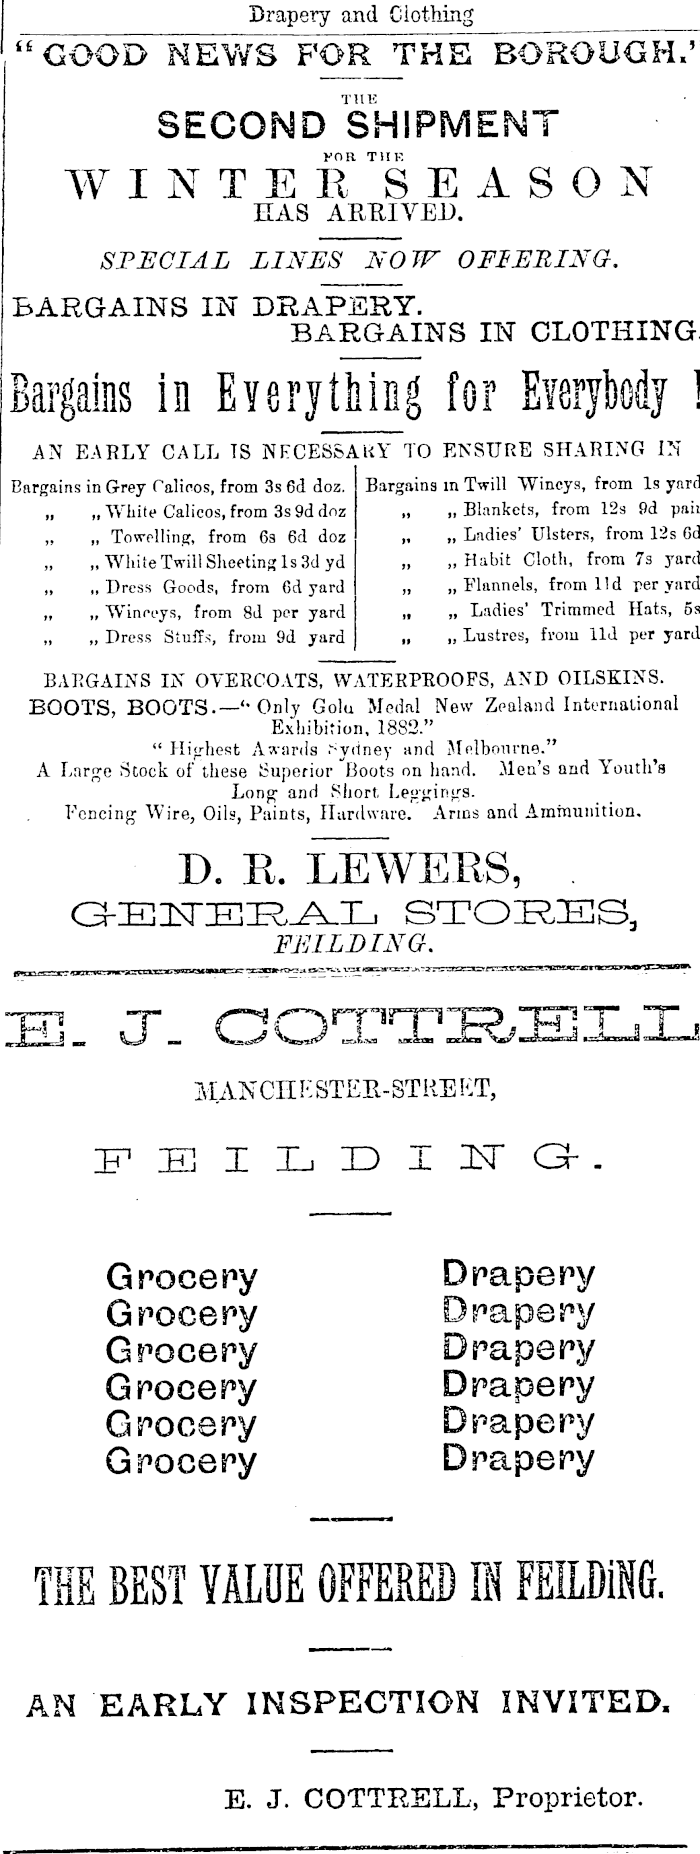 Drapery and Clothing
"GOOD NEWS FOR THE BOROUGH.'
THE
SECOND SHIPMENT
FOR THE
WINTER SEASON
HAS ARRIVED.
SPECIAL LINES NOW OFFERING.
BARGAINS IN DRAPERY.
BARGAINS IN CLOTHING.
Bargains in Everything for Everybody !
AN EARLY CALL IS NECESSARY TO ENSURE SHARING IN
Bargains in Grey Calicos, from 3s 6d doz.
„ „ White Calicos, from 3s 9d doz
„ „ Towelling, from 6s 6d doz
„ „ White Twill Sheeting 1s 3d yd
„ „ Dress Goods, from 6d yard
„ „ Winceys, from 8d per yard
„ „ Dress Stuffs, from 9d yard
Bargains in Twill Wincys, from 1s yard
„ „ Blankets, from 12s 9d pair
„ „ Ladies' Ulsters, from 12s 6d
„ „ Habit Cloth, from 7s yard
„ „ Flannels, from 11d per yard
„ „ Ladies' Trimmed Hats, 5s
„ „ Lustres, from 11d per yard
BARGAINS IN OVERCOATS, WATERPROOFS, AND OILSKINS.
BOOTS, BOOTS.—" Only Gold Medal New Zealand International
Exhibition, 1882."
" Highest Awards Sydney and Melbourne."
A Large Stock of these Superior Boots on hand. Men's and Youth's
Long and Short Leggings.
Fencing Wire, Oils, Paints, Hardware. Arms and Ammunition.
D. R. LEWERS,
GENERAL STORES,
FEILDING.
E. J. COTTRELL
MANCHESTER-STREET,
FEILDING.
Grocery Drapery
Grocery Drapery
Grocery Drapery
Grocery Drapery
Grocery Drapery
Grocery Drapery
THE BEST VALUE OFFERED IN FEILDING.
AN EARLY INSPECTION INVITED.
E. J. COTTRELL, Proprietor.